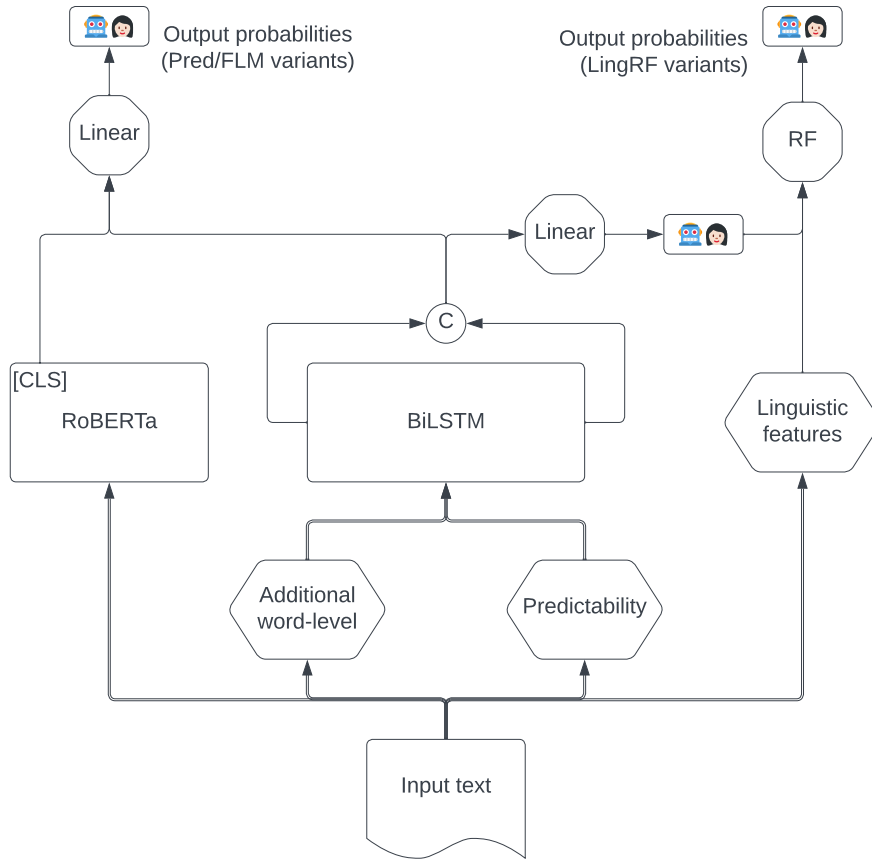 Output probabilities
(Pred/FLM variants)
Output probabilities
(LingRF variants)
Linear
RF
Linear
C
[CLS]
RoBERTa
BiLSTM
Linguistic
features
Additional
word-level
Predictability
Input text